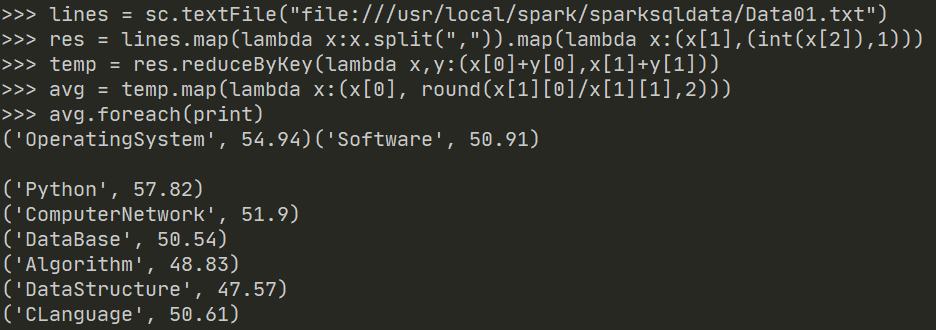 >>> lines = sc.textFile("file:///usr/local/spark/sparksqldata/Data01.txt")
>>> res = lines.map(lambda x:x.split(",")).map(lambda x:(x[1],(int(x[2]),1)))
>>> temp = res.reduceByKey(lambda x,y:(x[0]+y[0],x[1]+y[1]))
>>> avg = temp.map(lambda x:(x[0], round(x[1][0]/x[1][1],2)))
>>> avg.foreach(print)
('OperatingSystem', 54.94)('Software', 50.91)
('Python', 57.82)
('ComputerNetwork', 51.9)
('DataBase', 50.54)
('Algorithm', 48.83)
('DataStructure', 47.57)
('CLanguage', 50.61)